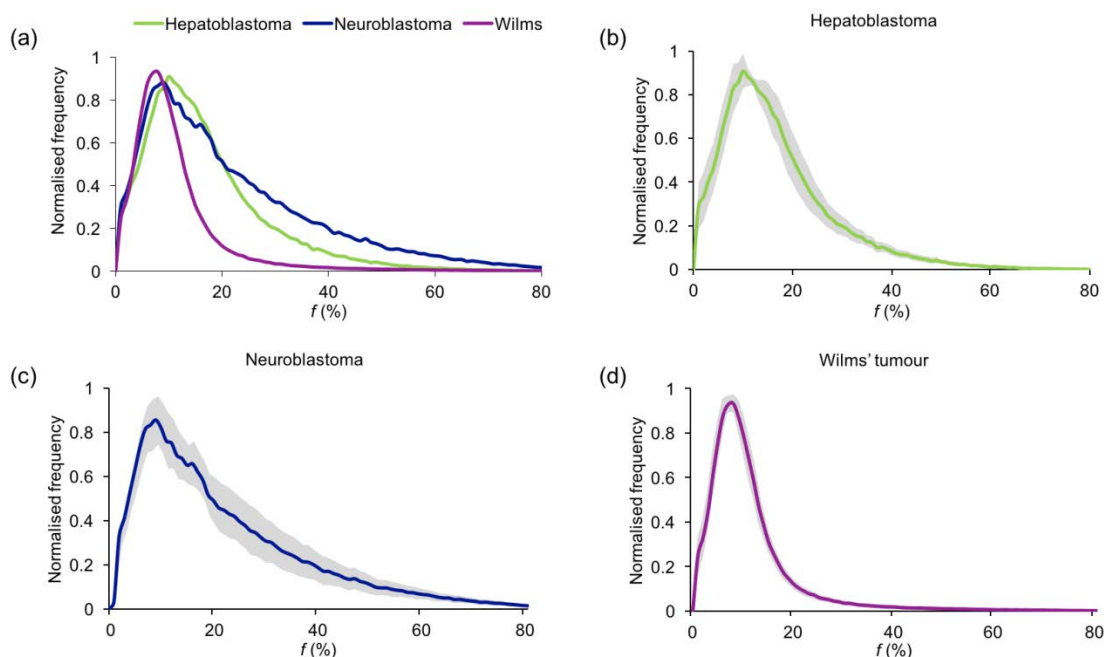 (a)
Hepatoblastoma Neuroblastoma Wilms
Normalised frequency
1
0.8
0.6
0.4
0.2
0
0 20 40 60 80
f (%)
(b)
Hepatoblastoma
Normalised frequency
1
0.8
0.6
0.4
0.2
0
0 20 40 60 80
f (%)
(c)
Neuroblastoma
Normalised frequency
1
0.8
0.6
0.4
0.2
0
0 20 40 60 80
f (%)
(d)
Wilms' tumour
Normalised frequency
1
0.8
0.6
0.4
0.2
0
0 20 40 60 80
f (%)